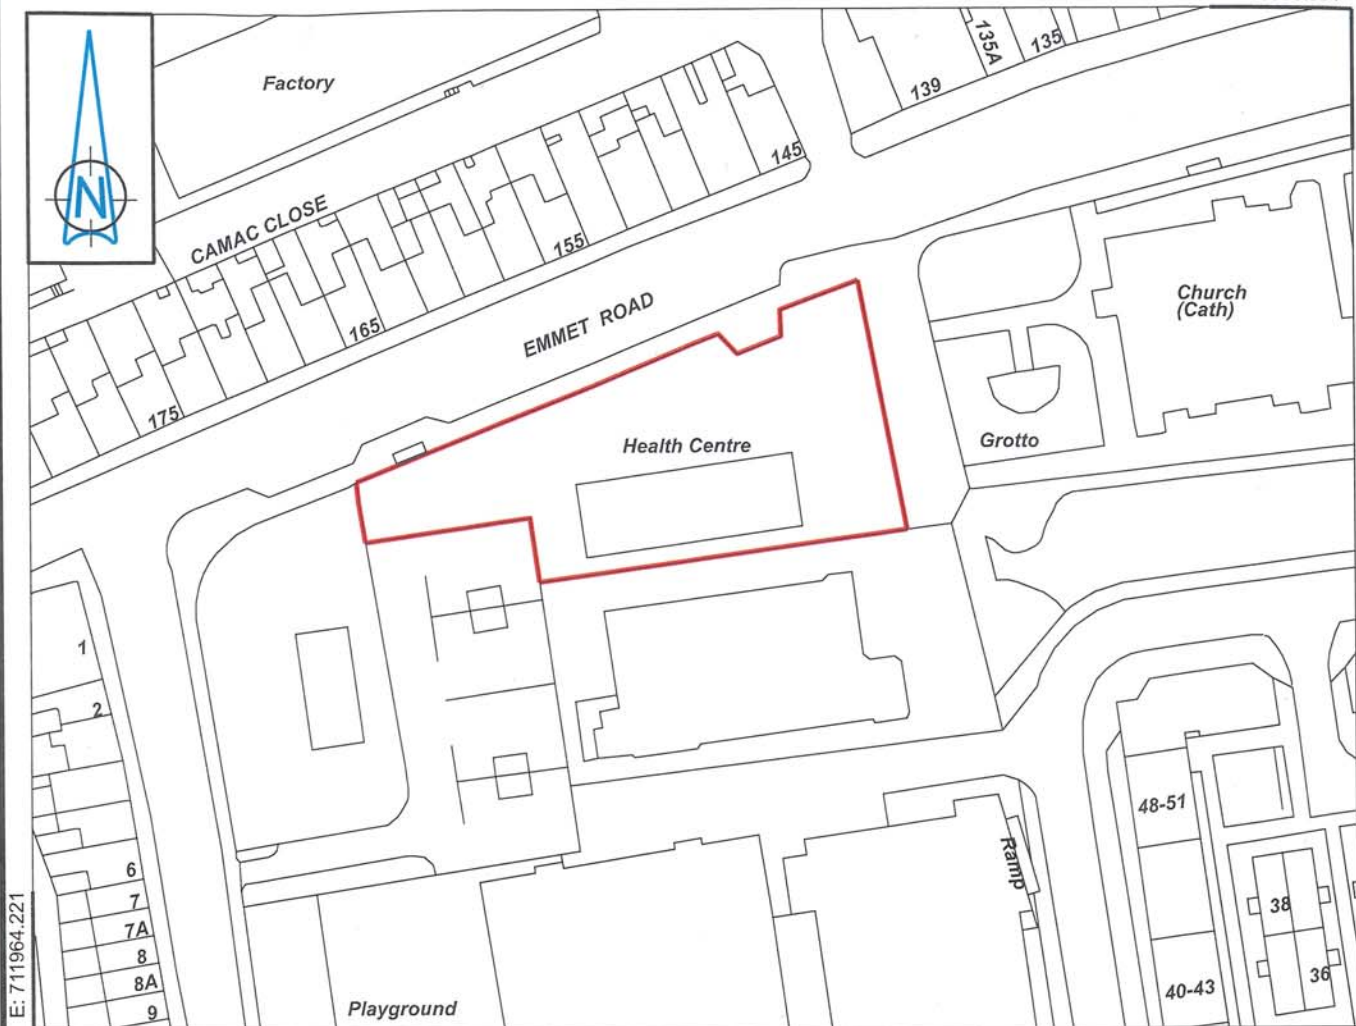 Factory
135A
135
139
N
CAMAC CLOSE
145
155
165
175
EMMET ROAD
Church
(Cath)
Health Centre
Grotto
1
2
48-51
Ramp
6
7
7A
8
8A
9
38
36
40-43
Playground
E: 711964.221